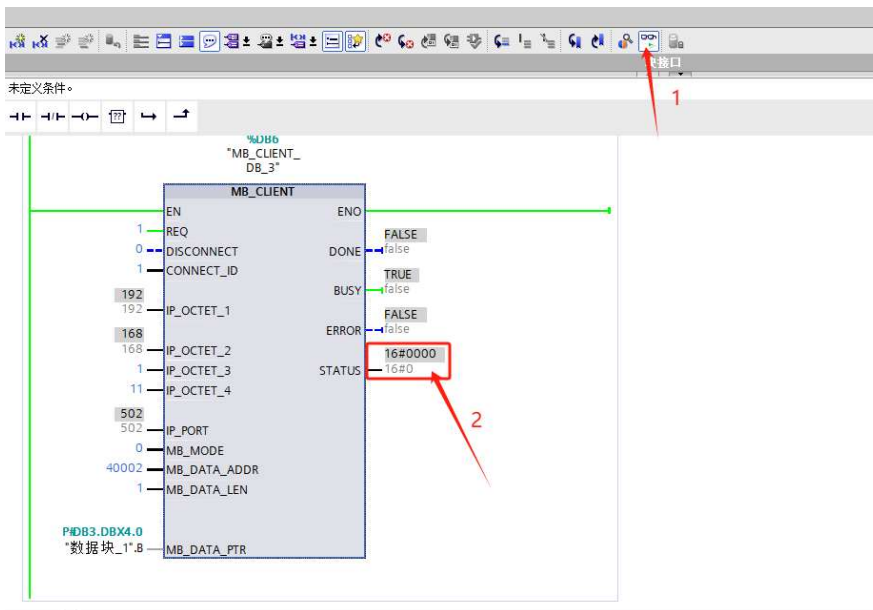 块接口
1
未定义条件。
%DB6
"MB_CLIENT_
DB_3"
MB_CLIENT
EN ENO
1 REQ FALSE
0 DISCONNECT DONE false
1 CONNECT_ID TRUE
192 BUSY false
192 IP_OCTET_1 FALSE
168 ERROR false
168 IP_OCTET_2 16#0000
1 IP_OCTET_3 STATUS 16#0
11 IP_OCTET_4
502 2
502 IP_PORT
0 MB_MODE
40002 MB_DATA_ADDR
1 MB_DATA_LEN
P#DB3.DBX4.0
"数据块_1".B MB_DATA_PTR